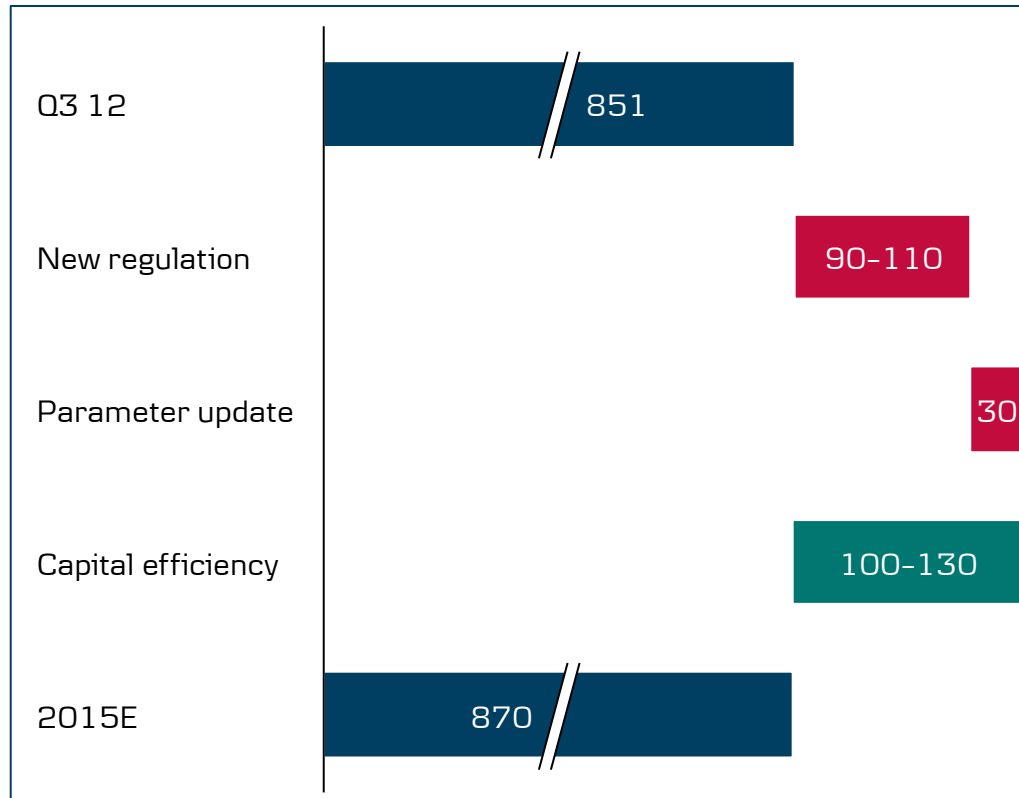 Q3 12
851
New regulation
90-110
Parameter update
30
Capital efficiency
100-130
2015E
870